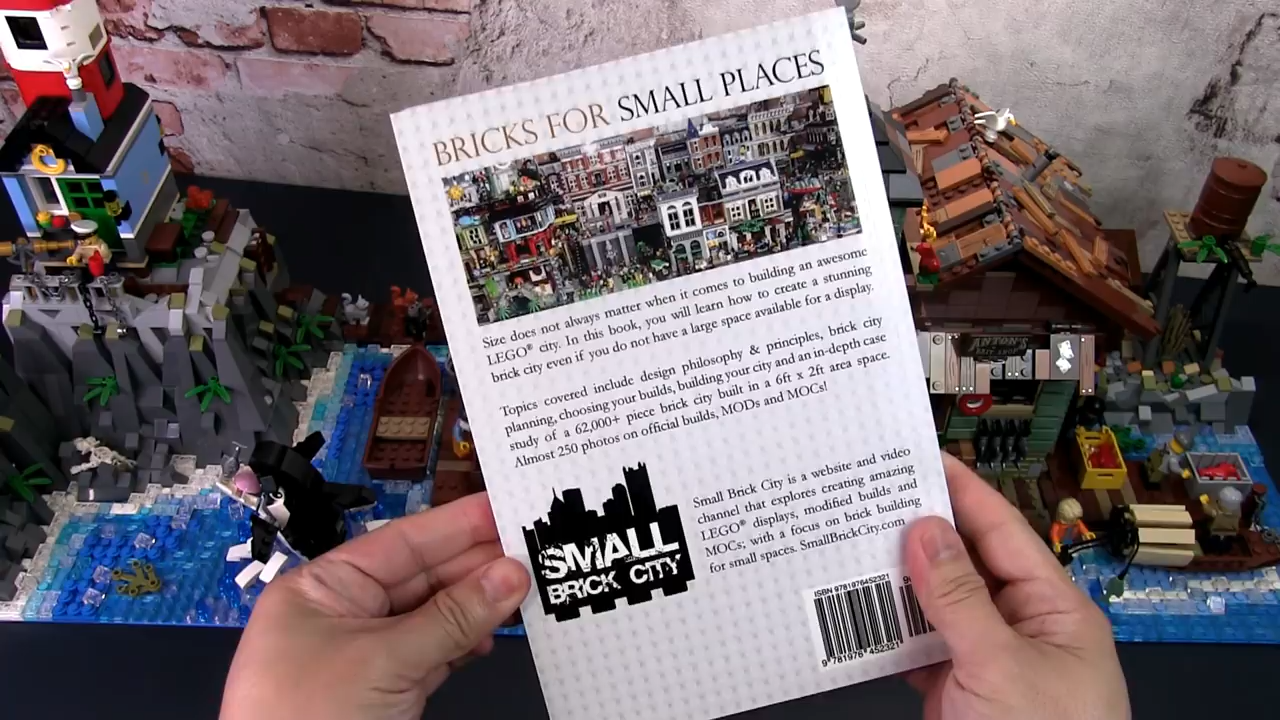 BRICKS FOR SMALL PLACES
Size does not always matter when it comes to building an awesome
LEGO® city. In this book, you will learn how to create a stunning
brick city even if you do not have a large space available for a display.
Topics covered include design philosophy & principles, brick city
planning, choosing your builds, building your city and an in-depth case
study of a 62,000+ piece brick city built in a 6ft x 2ft area space.
Almost 250 photos on official builds, MODs and MOCs!
SMALL
BRICK CITY
Small Brick City is a website and video
channel that explores creating amazing
LEGO® displays, modified builds and
MOCs; with a focus on brick building
for small spaces. SmallBrickCity.com
ISBN 9781976452321
9 781976 452321
ANTON'S
BAIT SHOP